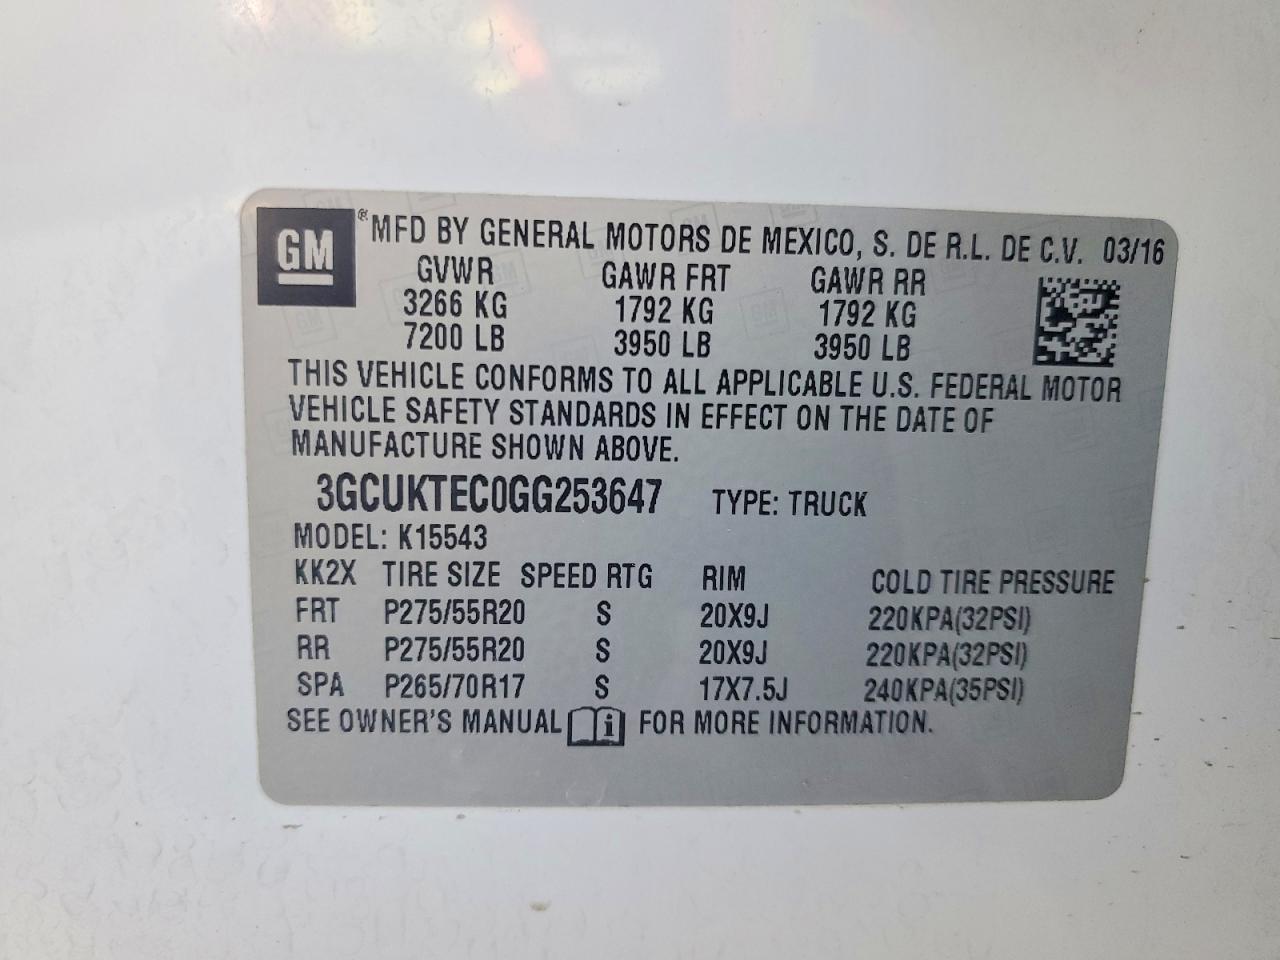 GM ® MFD BY GENERAL MOTORS DE MEXICO, S. DE R.L. DE C.V. 03/16
GVWR GAWR FRT GAWR RR
3266 KG 1792 KG 1792 KG
7200 LB 3950 LB 3950 LB
THIS VEHICLE CONFORMS TO ALL APPLICABLE U.S. FEDERAL MOTOR
VEHICLE SAFETY STANDARDS IN EFFECT ON THE DATE OF
MANUFACTURE SHOWN ABOVE.
3GCUKTEC0GG253647 TYPE: TRUCK
MODEL: K15543
KK2X TIRE SIZE SPEED RTG RIM COLD TIRE PRESSURE
FRT P275/55R20 S 20X9J 220KPA(32PSI)
RR P275/55R20 S 20X9J 220KPA(32PSI)
SPA P265/70R17 S 17X7.5J 240KPA(35PSI)
SEE OWNER'S MANUAL i FOR MORE INFORMATION.